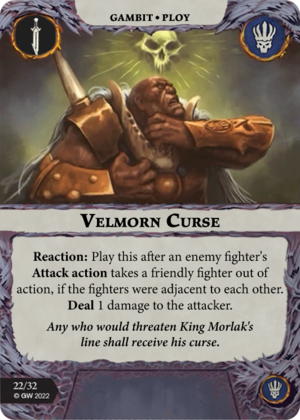 GAMBIT • PLOY
VELMORN CURSE
Reaction: Play this after an enemy fighter's
Attack action takes a friendly fighter out of
action, if the fighters were adjacent to each other.
Deal 1 damage to the attacker.
Any who would threaten King Morlak's
line shall receive his curse.
22/32
© GW 2022